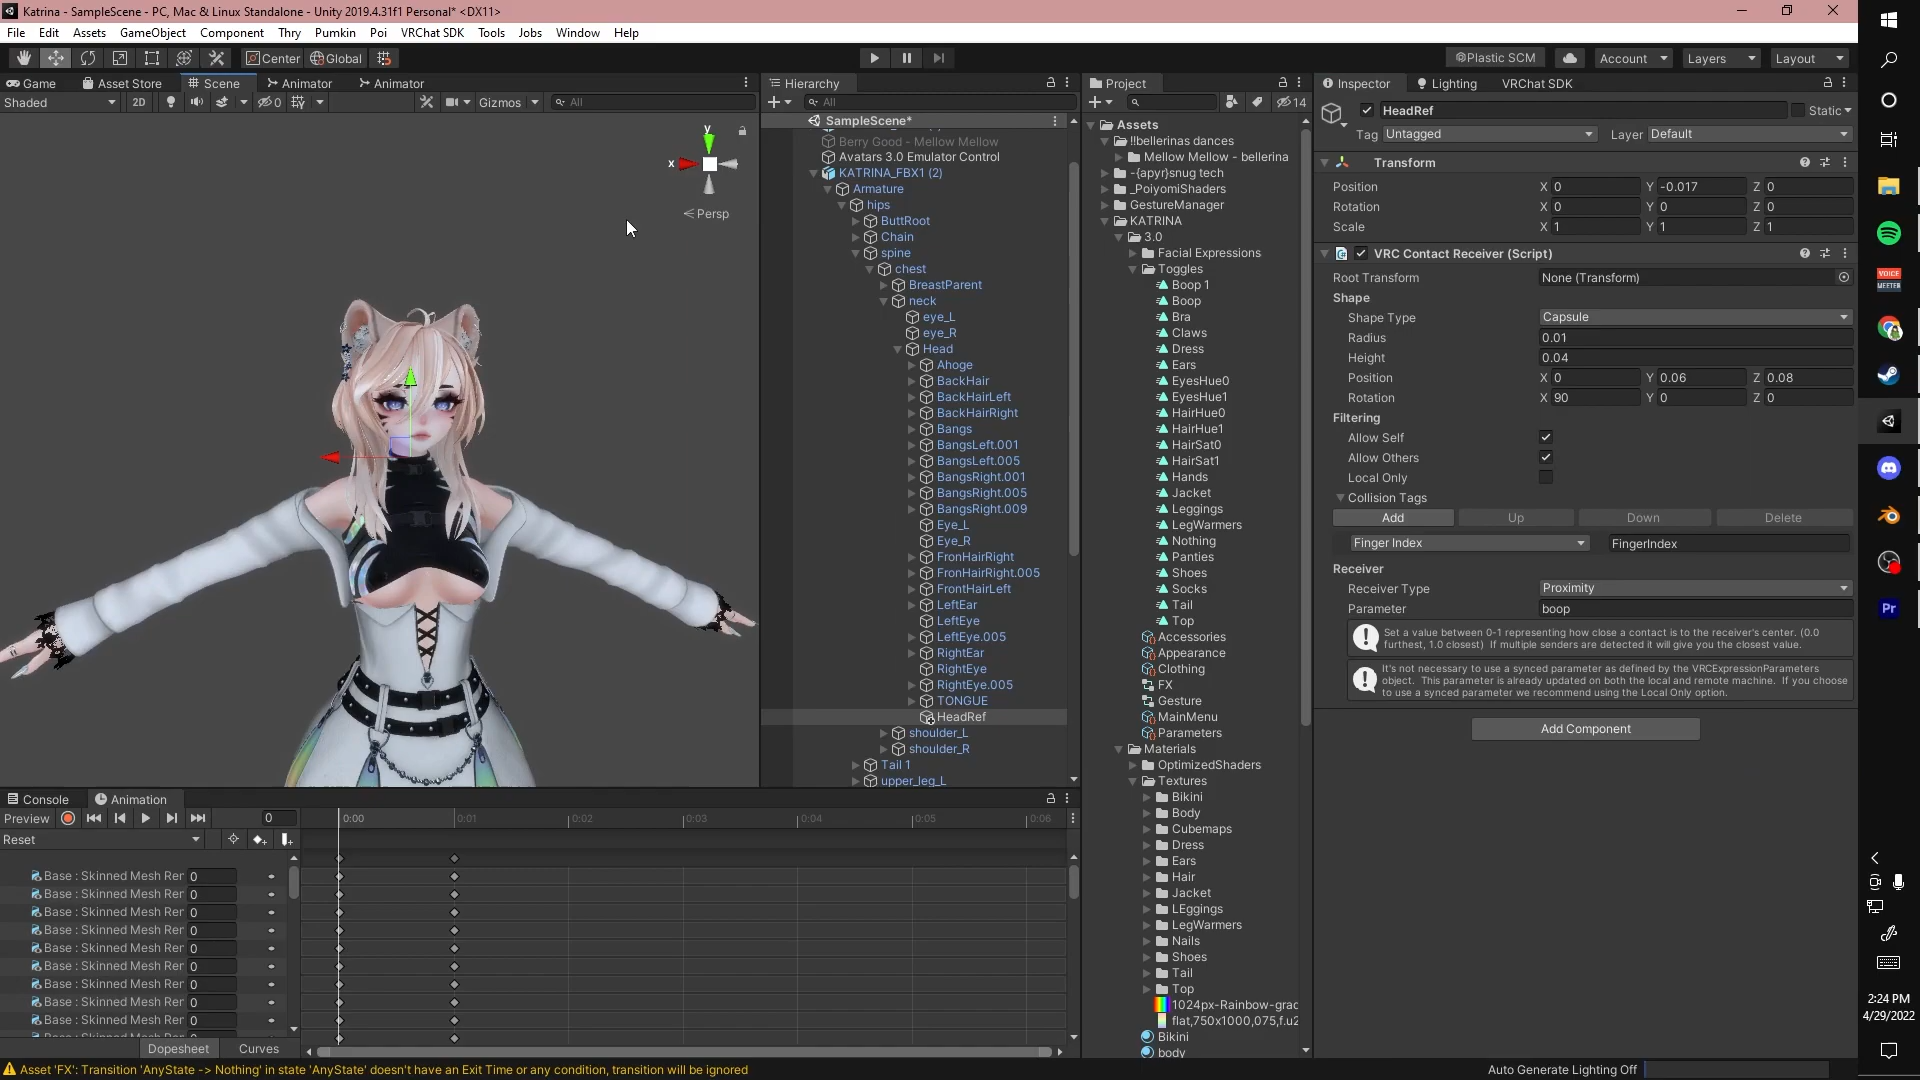 Katrina - SampleScene - PC, Mac & Linux Standalone - Unity 2019.4.31f1 Personal* <DX11>
File Edit Assets GameObject Component Thry Pumkin Poi VRChat SDK Tools Jobs Window Help
Center Global Plastic SCM Account Layers Layout
Game Asset Store Scene Animator Animator
Shaded 2D 0 Gizmos All
y
x
Persp
Hierarchy
All
SampleScene*
Berry Good - Mellow Mellow
Avatars 3.0 Emulator Control
KATRINA_FBX1 (2)
Armature
hips
ButtRoot
Chain
spine
chest
BreastParent
neck
eye_L
eye_R
Head
Ahoge
BackHair
BackHairLeft
BackHairRight
Bangs
BangsLeft.001
BangsLeft.005
BangsRight.001
BangsRight.005
BangsRight.009
Eye_L
Eye_R
FronHairRight
FronHairRight.005
FrontHairLeft
LeftEar
LeftEye
LeftEye.005
RightEar
RightEye
RightEye.005
TONGUE
HeadRef
shoulder_L
shoulder_R
Tail 1
upper_leg_L
Project
14
Assets
!!bellerinas dances
Mellow Mellow - bellerina
-{apyr}snug tech
_PoiyomiShaders
GestureManager
KATRINA
3.0
Facial Expressions
Toggles
Boop 1
Boop
Bra
Claws
Dress
Ears
EyesHue0
EyesHue1
HairHue0
HairHue1
HairSat0
HairSat1
Hands
Jacket
Leggings
LegWarmers
Nothing
Panties
Shoes
Socks
Tail
Top
Accessories
Appearance
Clothing
FX
Gesture
MainMenu
Parameters
Materials
OptimizedShaders
Textures
Bikini
Body
Cubemaps
Dress
Ears
Hair
Jacket
LEggings
LegWarmers
Nails
Shoes
Tail
Top
1024px-Rainbow-grac
flat,750x1000,075,f.u2
Bikini
body
Inspector Lighting VRChat SDK
HeadRef Static
Tag Untagged Layer Default
Transform
Position X 0 Y -0.017 Z 0
Rotation X 0 Y 0 Z 0
Scale X 1 Y 1 Z 1
VRC Contact Receiver (Script)
Root Transform None (Transform)
Shape
Shape Type Capsule
Radius 0.01
Height 0.04
Position X 0 Y 0.06 Z 0.08
Rotation X 90 Y 0 Z 0
Filtering
Allow Self
Allow Others
Local Only
Collision Tags
Add Up Down Delete
Finger Index FingerIndex
Receiver
Receiver Type Proximity
Parameter boop
Set a value between 0-1 representing how close a contact is to the receiver's center. (0.0
furthest, 1.0 closest) If multiple senders are detected it will give you the closest value.
It's not necessary to use a synced parameter as defined by the VRCExpressionParameters
object. This parameter is already updated on both the local and remote machine. If you choose
to use a synced parameter we recommend using the Local Only option.
Add Component
Console Animation
Preview 0 0:00 0:01 0:02 0:03 0:04 0:05 0:06
Reset
Base : Skinned Mesh Rer 0
Base : Skinned Mesh Rer 0
Base : Skinned Mesh Rer 0
Base : Skinned Mesh Rer 0
Base : Skinned Mesh Rer 0
Base : Skinned Mesh Rer 0
Base : Skinned Mesh Rer 0
Base : Skinned Mesh Rer 0
Base : Skinned Mesh Rer 0
Dopesheet Curves
Asset 'FX': Transition 'AnyState -> Nothing' in state 'AnyState' doesn't have an Exit Time or any condition, transition will be ignored
Auto Generate Lighting Off
VOICE
MEETER
Pr
2:24 PM
4/29/2022